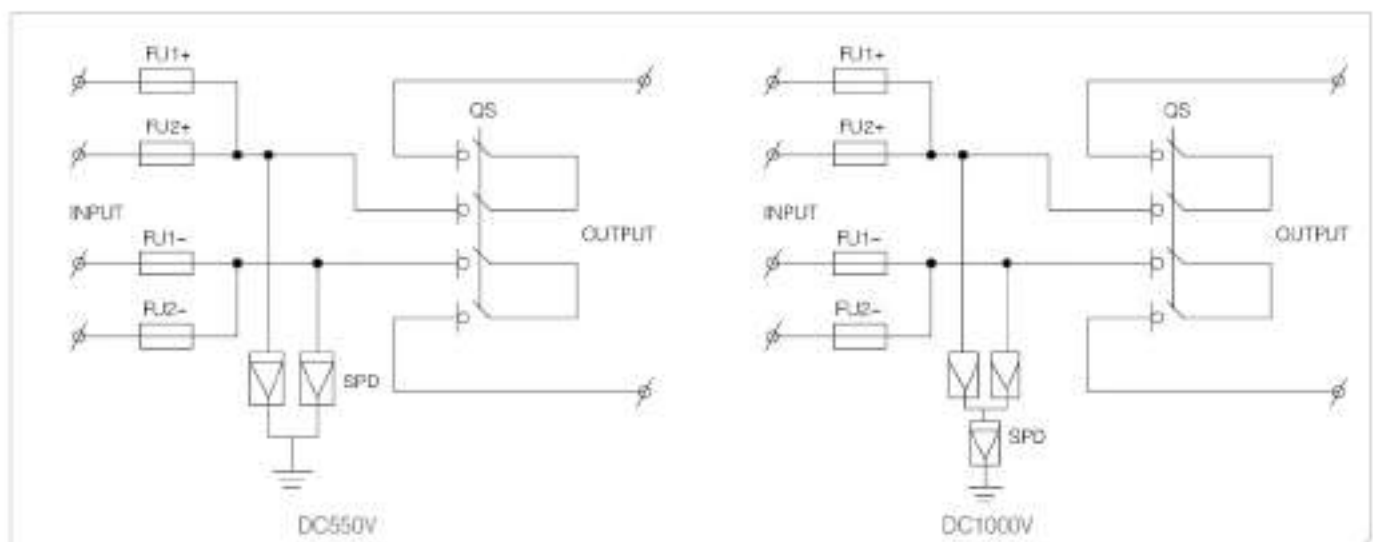 FU1+
QS
FU2+
INPUT
OUTPUT
FU1-
FU2-
SPD
DC550V
FU1+
QS
FU2+
INPUT
OUTPUT
FU1-
FU2-
SPD
DC1000V